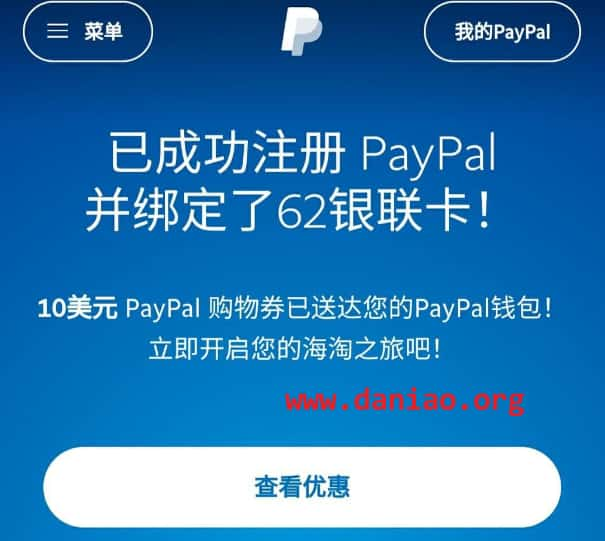 菜单
我的PayPal
已成功注册 PayPal
并绑定了62银联卡！
10美元 PayPal 购物券已送达您的PayPal钱包！
立即开启您的海淘之旅吧！
www.daniao.org
查看优惠